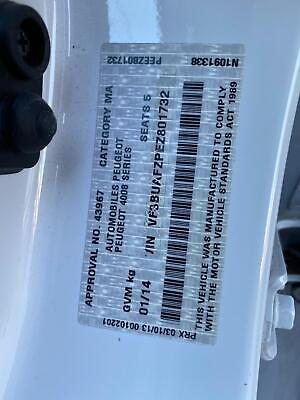 PEEZ801732 N1091338
APPROVAL NO. 43967 CATEGORY MA
AUTOMOBILES PEUGEOT
PEUGEOT 4008 SERIES SEATS 5
VIN VF3BUAFZPEZ801732
GVM kg
01/14
THIS VEHICLE WAS MANUFACTURED TO COMPLY
WITH THE MOTOR VEHICLE STANDARDS ACT 1989
PRX 03/10/13 00102201